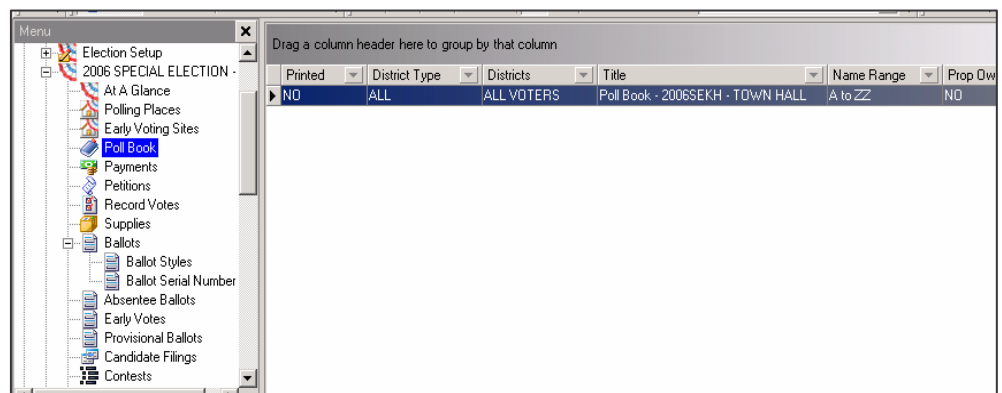 Menu
Election Setup
2006 SPECIAL ELECTION -
At A Glance
Polling Places
Early Voting Sites
Poll Book
Payments
Petitions
Record Votes
Supplies
Ballots
Ballot Styles
Ballot Serial Number
Absentee Ballots
Early Votes
Provisional Ballots
Candidate Filings
Contests
Drag a column header here to group by that column
Printed District Type Districts Title Name Range Prop Ow
NO ALL ALL VOTERS Poll Book - 2006SEKH - TOWN HALL A to ZZ NO